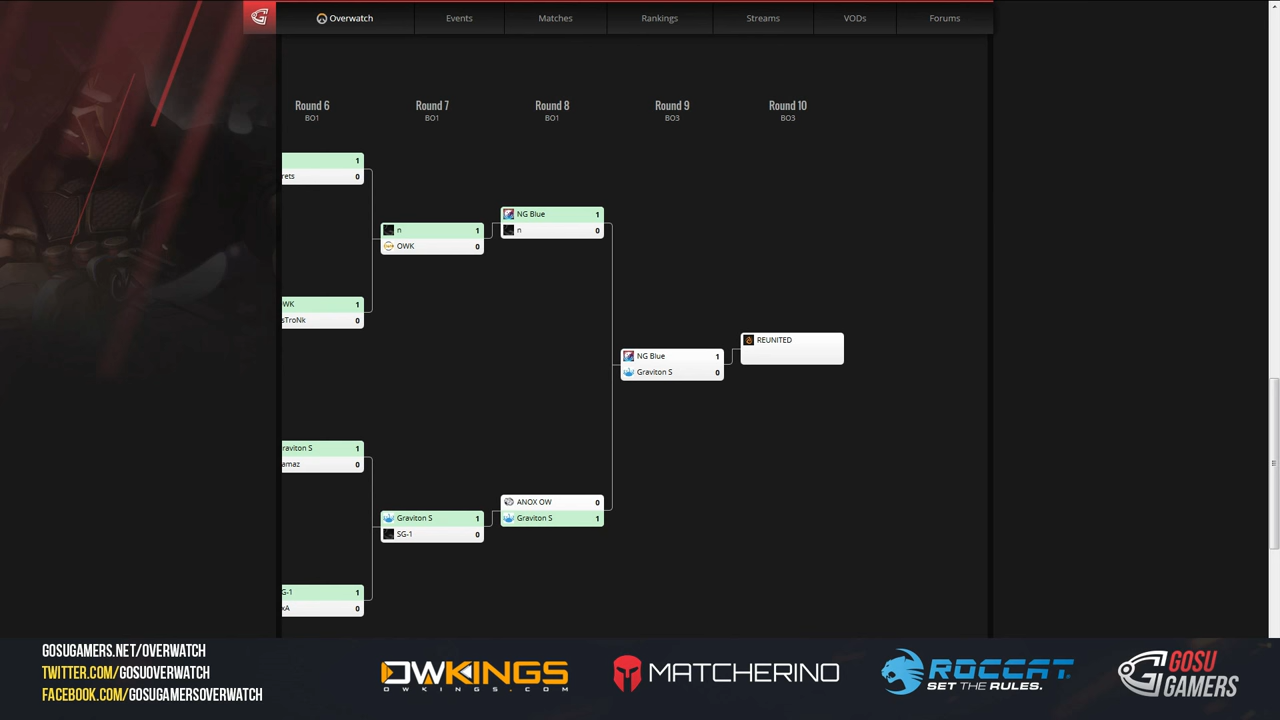 Overwatch
Events
Matches
Rankings
Streams
VODs
Forums
Round 6
BO1
Round 7
BO1
Round 8
BO1
Round 9
BO3
Round 10
BO3
1
rets 0
WK 1
sTroNk 0
raviton S 1
amaz 0
G-1 1
xA 0
n 1
OWK 0
Graviton S 1
SG-1 0
NG Blue 1
n 0
ANOX OW 0
Graviton S 1
NG Blue 1
Graviton S 0
REUNITED
GOSUGAMERS.NET/OVERWATCH
TWITTER.COM/GOSUOVERWATCH
FACEBOOK.COM/GOSUGAMERSOVERWATCH
OWKINGS
OWKINGS.COM
MATCHERINO
ROCCAT
SET THE RULES.
GOSU
GAMERS